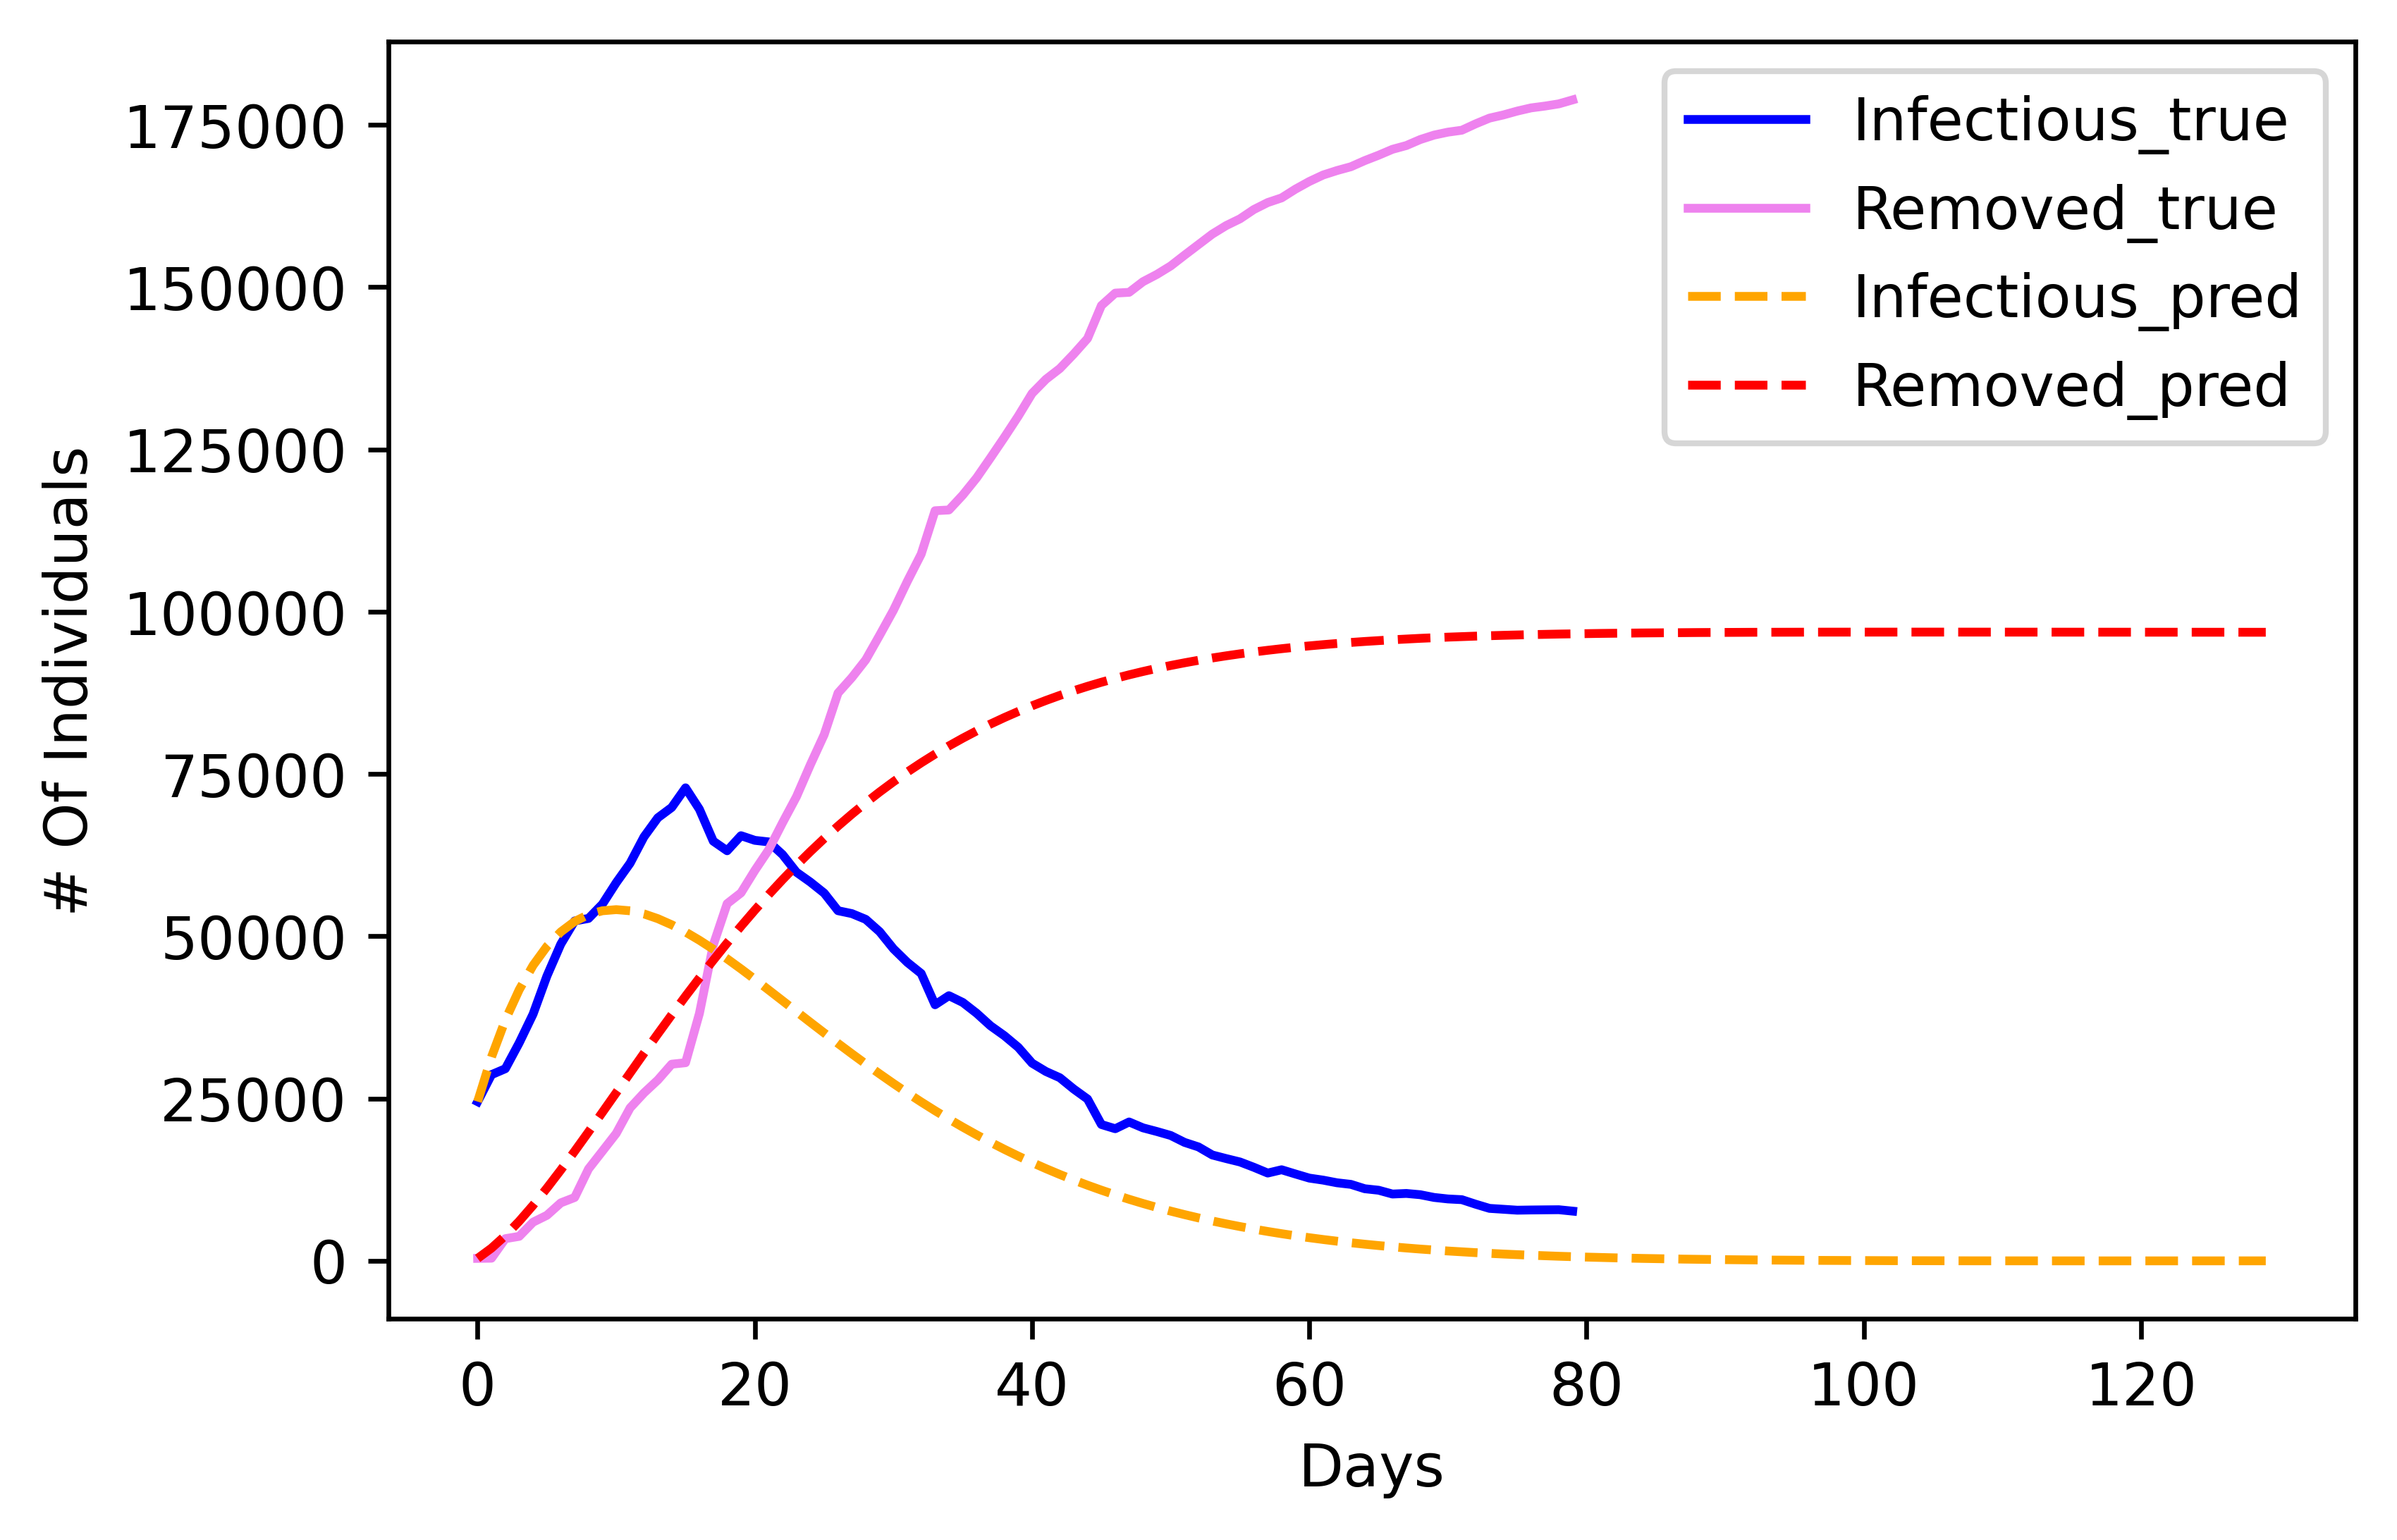 Infectious_true
Removed_true
Infectious_pred
Removed_pred
# Of Individuals
175000
150000
125000
100000
75000
50000
25000
0
0 20 40 60 80 100 120
Days